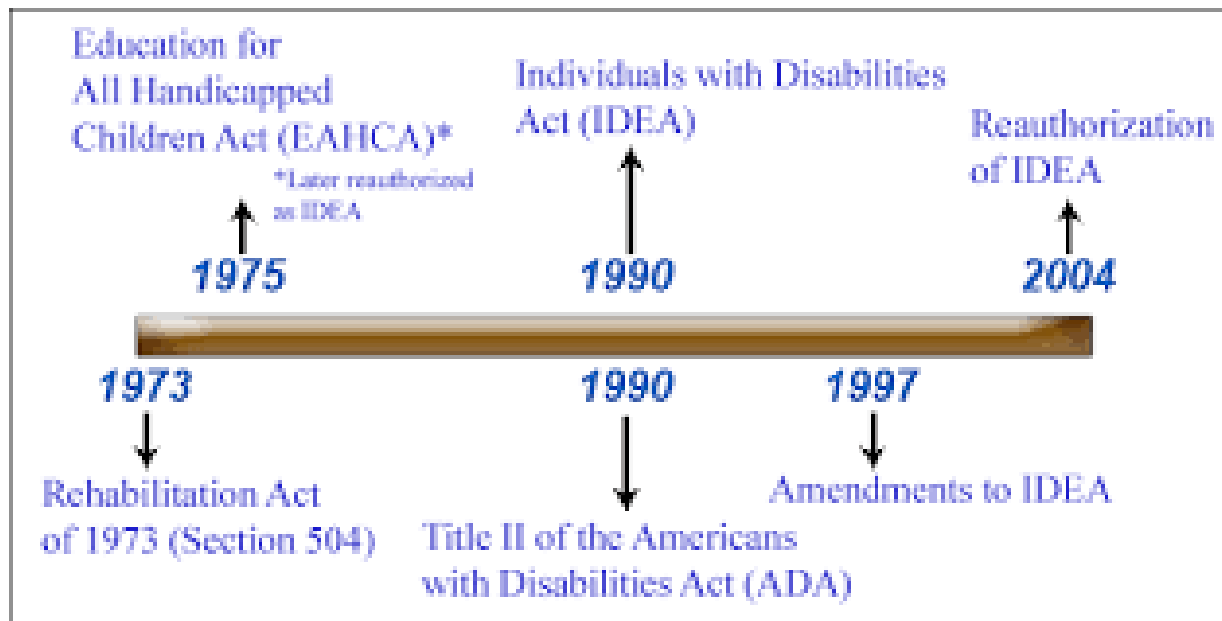 Education for
All Handicapped
Children Act (EAHCA)*
*Later reauthorized
as IDEA
1975
Individuals with Disabilities
Act (IDEA)
1990
Reauthorization
of IDEA
2004
1973
Rehabilitation Act
of 1973 (Section 504)
1990
Title II of the Americans
with Disabilities Act (ADA)
1997
Amendments to IDEA